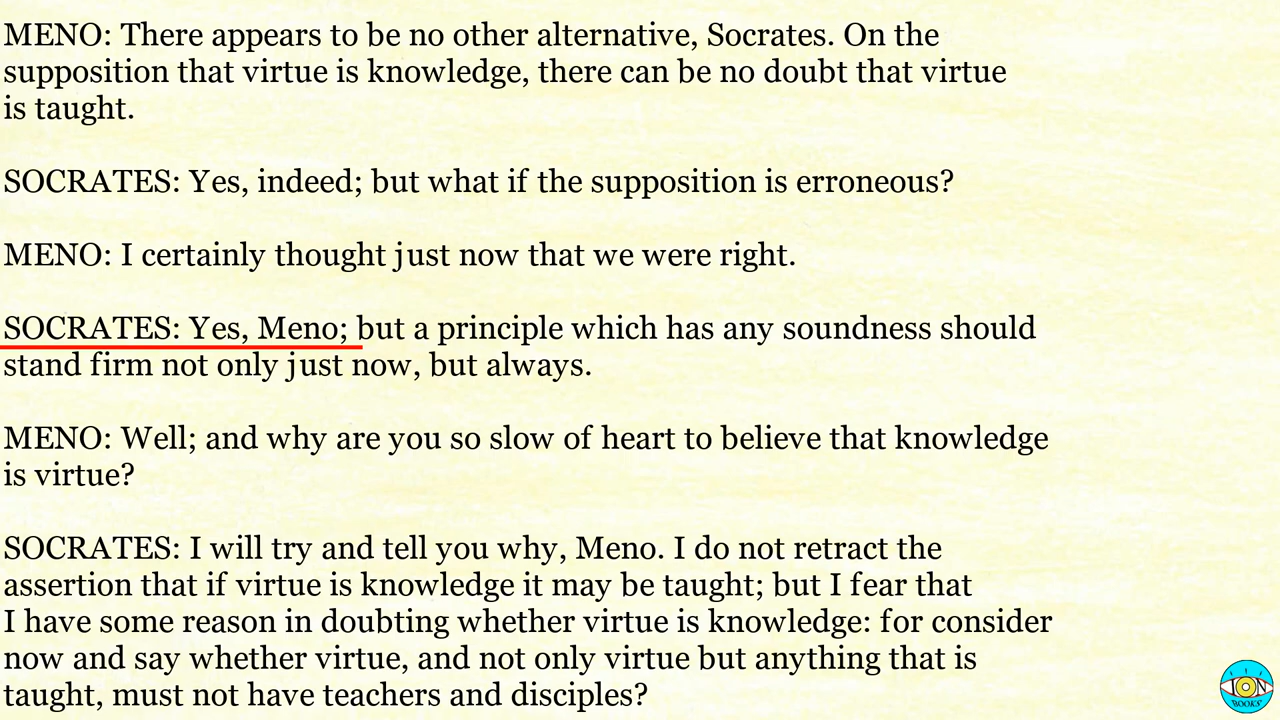 MENO: There appears to be no other alternative, Socrates. On the
supposition that virtue is knowledge, there can be no doubt that virtue
is taught.
SOCRATES: Yes, indeed; but what if the supposition is erroneous?
MENO: I certainly thought just now that we were right.
SOCRATES: Yes, Meno; but a principle which has any soundness should
stand firm not only just now, but always.
MENO: Well; and why are you so slow of heart to believe that knowledge
is virtue?
SOCRATES: I will try and tell you why, Meno. I do not retract the
assertion that if virtue is knowledge it may be taught; but I fear that
I have some reason in doubting whether virtue is knowledge: for consider
now and say whether virtue, and not only virtue but anything that is
taught, must not have teachers and disciples?
ION
BOOKS